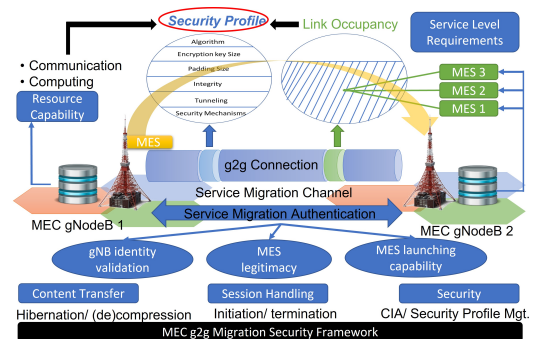 Security Profile
Link Occupancy
Service Level
Requirements
• Communication
• Computing
Resource
Capability
Algorithm
Encryption key Size
Padding Size
Integrity
Tunneling
Security Mechanisms
MES 3
MES 2
MES 1
MES
g2g Connection
Service Migration Channel
Service Migration Authentication
MEC gNodeB 1
MEC gNodeB 2
gNB identity
validation
MES
legitimacy
MES launching
capability
Content Transfer
Session Handling
Security
Hibernation/ (de)compression
Initiation/ termination
CIA/ Security Profile Mgt.
MEC g2g Migration Security Framework